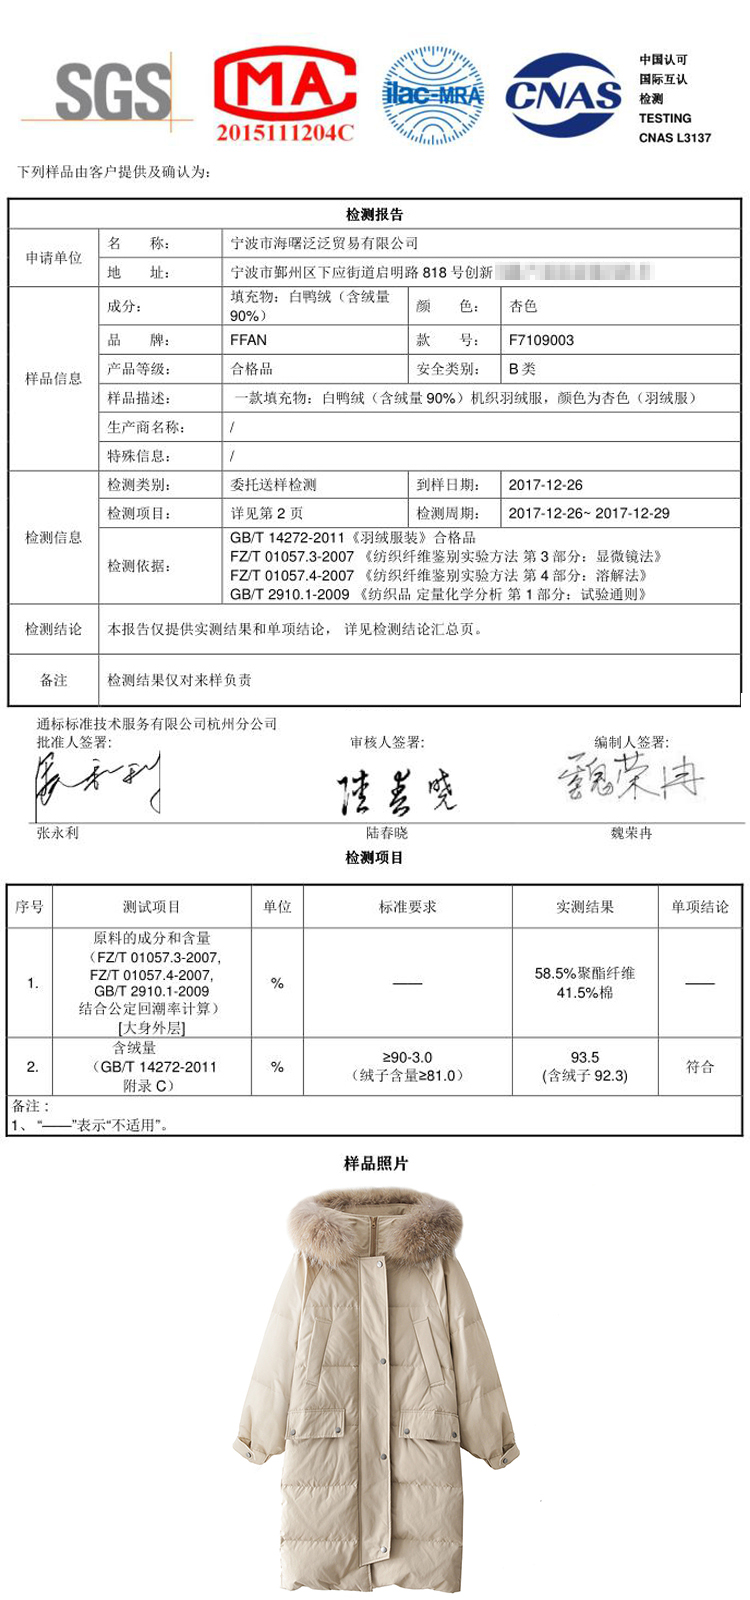 SGS
MA
2015111204C
ilac-MRA
CNAS
中国认可
国际互认
检测
TESTING
CNAS L3137
下列样品由客户提供及确认为：
检测报告
申请单位
名 称：
宁波市海曙泛泛贸易有限公司
地 址：
宁波市鄞州区下应街道启明路 818 号创新
样品信息
成分：
填充物：白鸭绒（含绒量
90%）
颜 色：
杏色
品 牌：
FFAN
款 号：
F7109003
产品等级：
合格品
安全类别：
B 类
样品描述：
一款填充物：白鸭绒（含绒量 90%）机织羽绒服，颜色为杏色（羽绒服）
生产商名称：
/
特殊信息：
/
检测信息
检测类别：
委托送样检测
到样日期：
2017-12-26
检测项目：
详见第 2 页
检测周期：
2017-12-26~ 2017-12-29
检测依据：
GB/T 14272-2011《羽绒服装》合格品
FZ/T 01057.3-2007 《纺织纤维鉴别实验方法 第 3 部分：显微镜法》
FZ/T 01057.4-2007 《纺织纤维鉴别实验方法 第 4 部分：溶解法》
GB/T 2910.1-2009 《纺织品 定量化学分析 第 1 部分：试验通则》
检测结论
本报告仅提供实测结果和单项结论， 详见检测结论汇总页。
备注
检测结果仅对来样负责
通标标准技术服务有限公司杭州分公司
批准人签署:
审核人签署:
编制人签署:
张永利
陆春晓
魏荣冉
张永利
陆春晓
魏荣冉
检测项目
序号
测试项目
单位
标准要求
实测结果
单项结论
1.
原料的成分和含量
（FZ/T 01057.3-2007,
FZ/T 01057.4-2007,
GB/T 2910.1-2009
结合公定回潮率计算）
[大身外层]
%
——
58.5%聚酯纤维
41.5%棉
——
2.
含绒量
（GB/T 14272-2011
附录 C）
%
≥90-3.0
（绒子含量≥81.0）
93.5
(含绒子 92.3)
符合
备注：
1、 “——”表示“不适用”。
样品照片